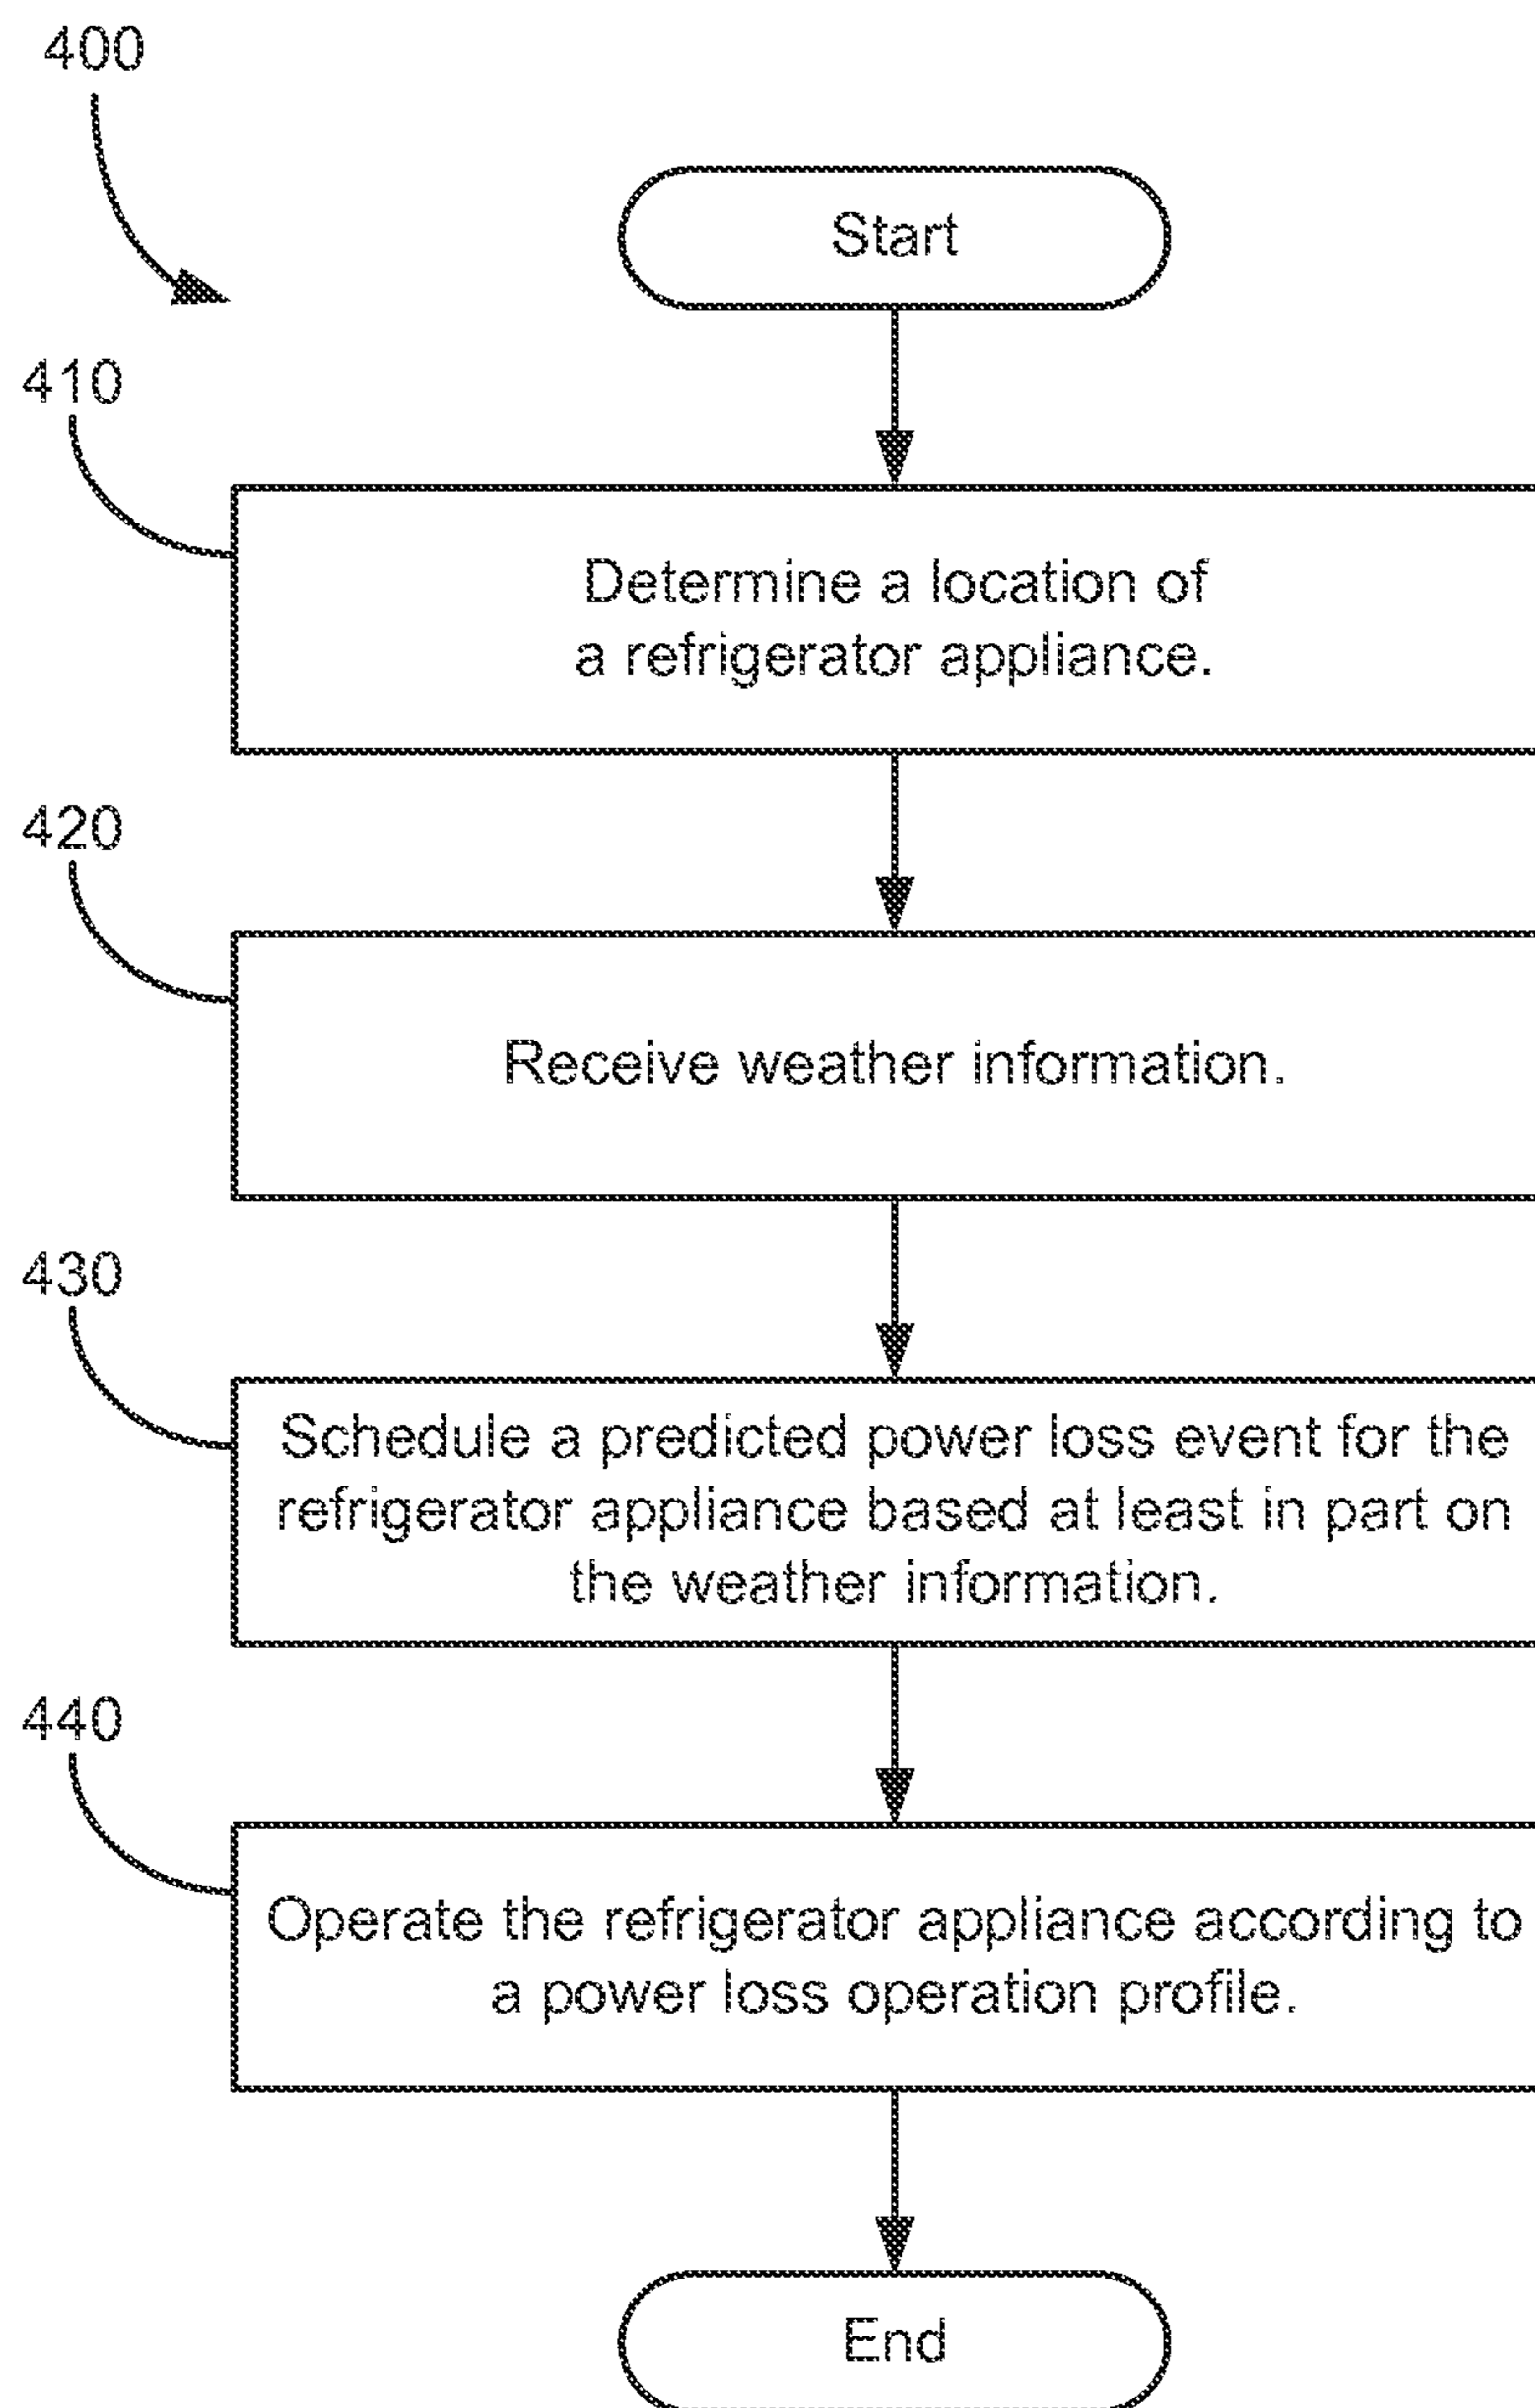 400
Start
410
Determine a location of
a refrigerator appliance.
420
Receive weather information.
430
Schedule a predicted power loss event for the
refrigerator appliance based at least in part on
the weather information.
440
Operate the refrigerator appliance according to
a power loss operation profile.
End